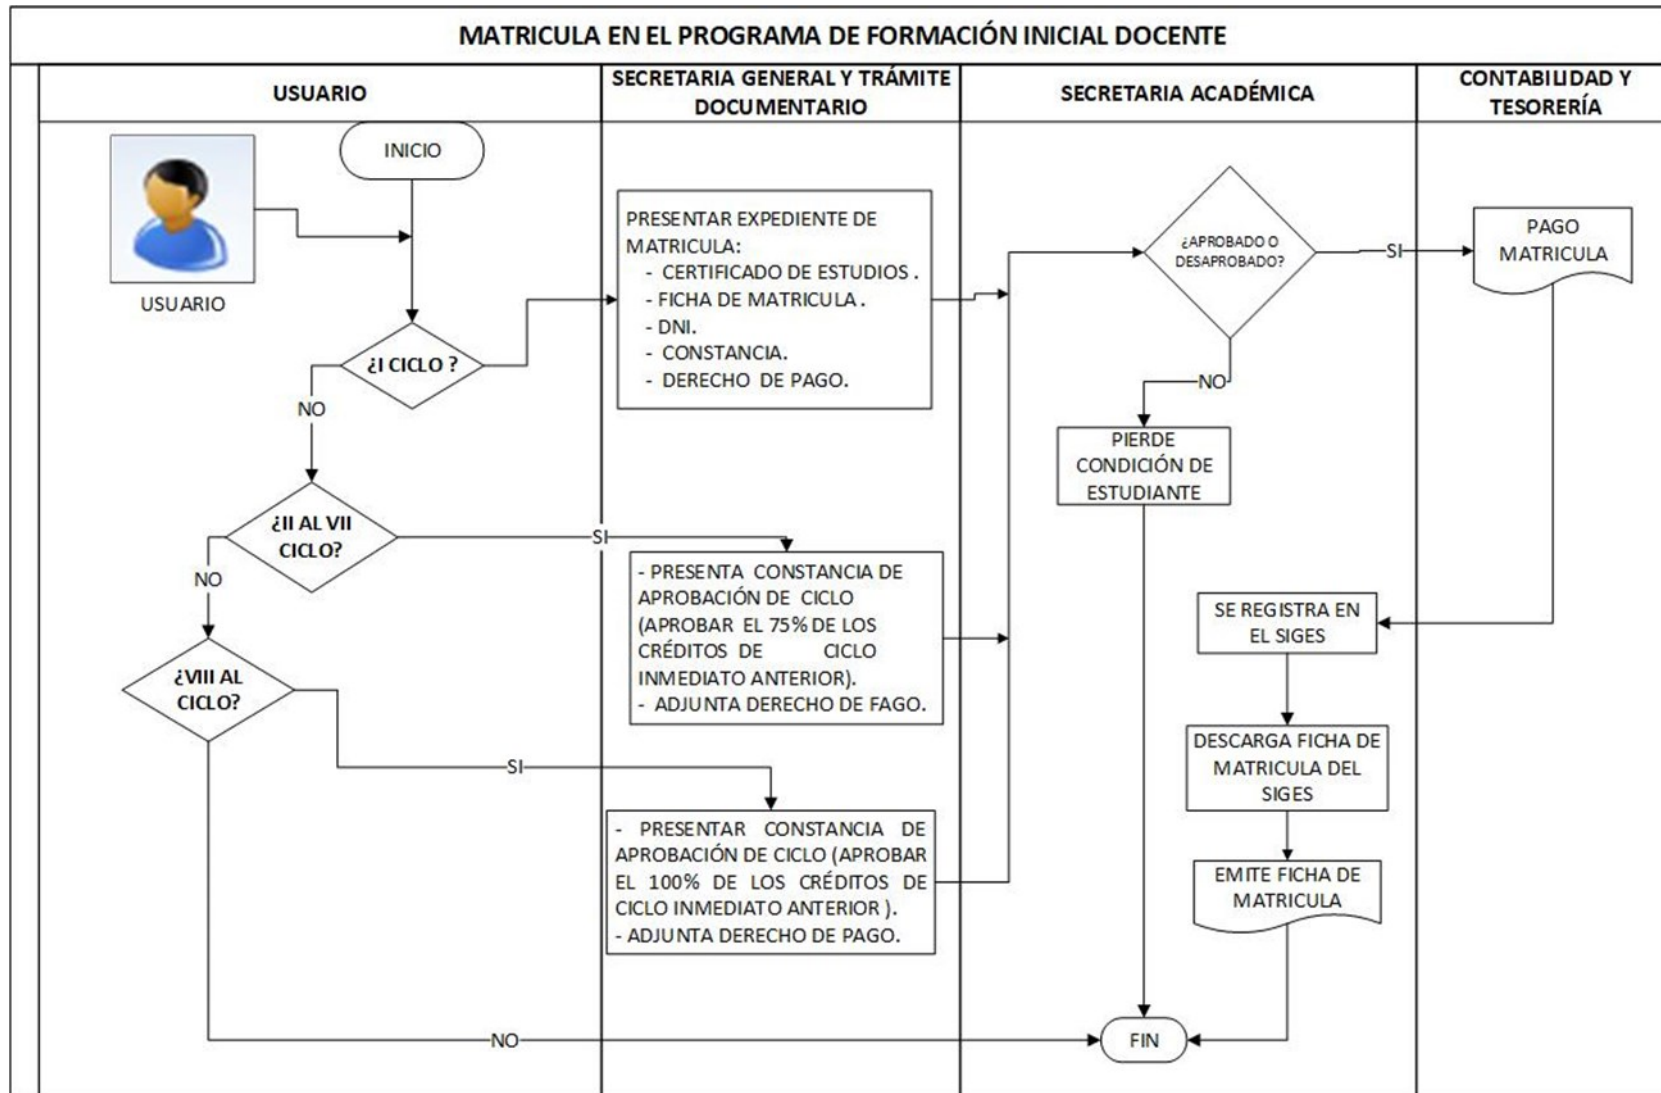 MATRICULA EN EL PROGRAMA DE FORMACIÓN INICIAL DOCENTE
USUARIO
SECRETARIA GENERAL Y TRÁMITE
DOCUMENTARIO
SECRETARIA ACADÉMICA
CONTABILIDAD Y
TESORERÍA
INICIO
USUARIO
¿I CICLO ?
NO
¿II AL VII
CICLO?
SI
NO
¿VIII AL
CICLO?
SI
NO
PRESENTAR EXPEDIENTE DE
MATRICULA:
- CERTIFICADO DE ESTUDIOS .
- FICHA DE MATRICULA .
- DNI.
- CONSTANCIA.
- DERECHO DE PAGO.
- PRESENTA CONSTANCIA DE
APROBACIÓN DE CICLO
(APROBAR EL 75% DE LOS
CRÉDITOS DE CICLO
INMEDIATO ANTERIOR).
- ADJUNTA DERECHO DE FAGO.
- PRESENTAR CONSTANCIA DE
APROBACIÓN DE CICLO (APROBAR
EL 100% DE LOS CRÉDITOS DE
CICLO INMEDIATO ANTERIOR ).
- ADJUNTA DERECHO DE PAGO.
¿APROBADO O
DESAPROBADO?
SI
NO
PIERDE
CONDICIÓN DE
ESTUDIANTE
PAGO
MATRICULA
SE REGISTRA EN
EL SIGES
DESCARGA FICHA DE
MATRICULA DEL
SIGES
EMITE FICHA DE
MATRICULA
FIN